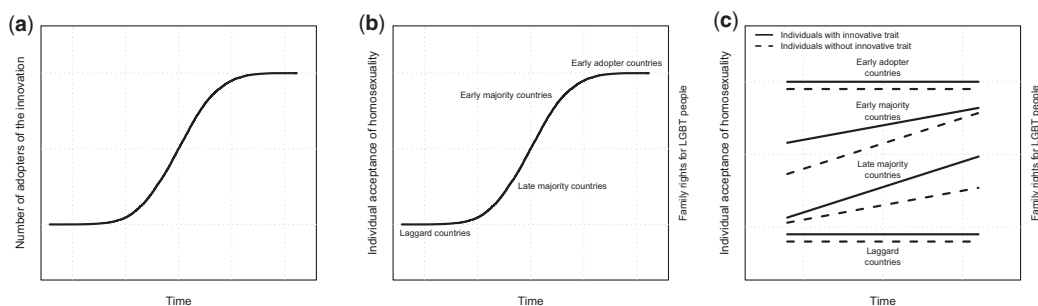 (a)
Number of adopters of the innovation
Time
(b)
Individual acceptance of homosexuality
Early adopter countries
Early majority countries
Late majority countries
Laggard countries
Family rights for LGBT people
Time
(c)
Individual acceptance of homosexuality
Individuals with innovative trait
Individuals without innovative trait
Early adopter
countries
Early majority
countries
Late majority
countries
Laggard
countries
Family rights for LGBT people
Time